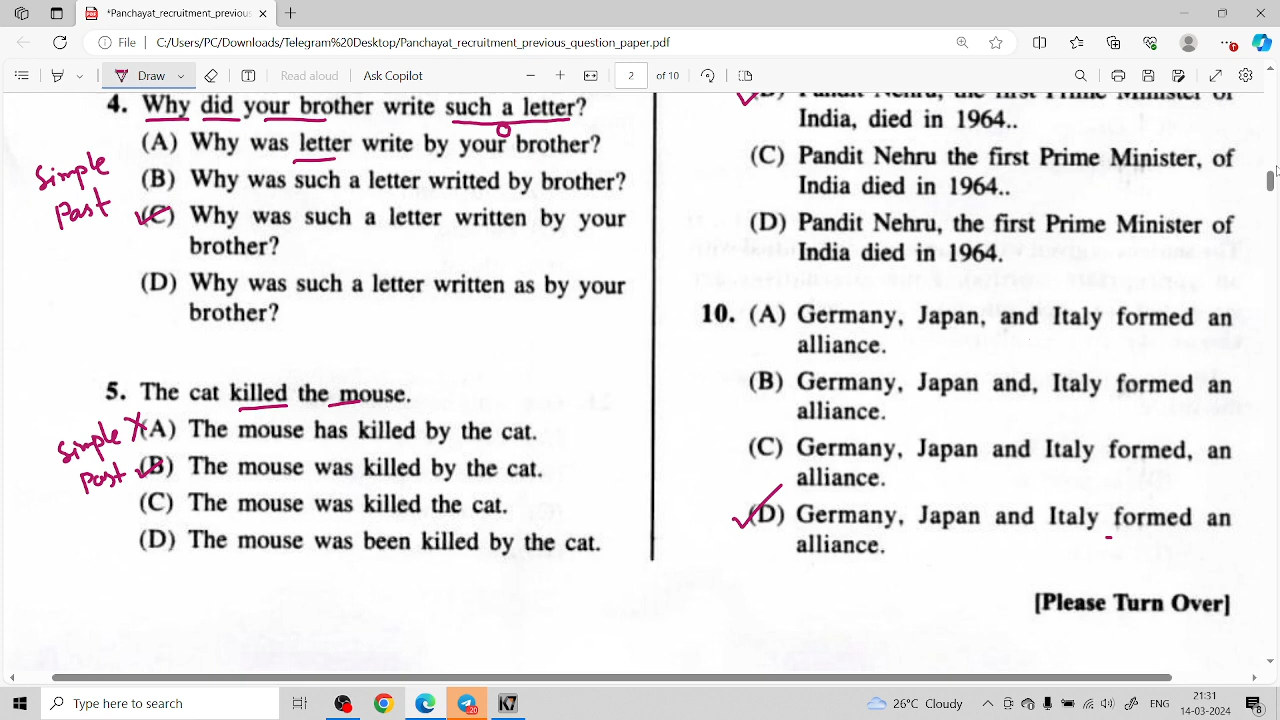 *Panchayat_recruitment_previous
File
C:/Users/PC/Downloads/Telegram%20Desktop/Panchayat_recruitment_previous_question_paper.pdf
Draw
Read aloud
Ask Copilot
2
of 10
4. Why did your brother write such a letter?
(A) Why was letter write by your brother?
(B) Why was such a letter writted by brother?
(C) Why was such a letter written by your
brother?
(D) Why was such a letter written as by your
brother?
Simple
Past
5. The cat killed the mouse.
(A) The mouse has killed by the cat.
(B) The mouse was killed by the cat.
(C) The mouse was killed the cat.
(D) The mouse was been killed by the cat.
Simple
Past
India, died in 1964..
(C) Pandit Nehru the first Prime Minister, of
India died in 1964..
(D) Pandit Nehru, the first Prime Minister of
India died in 1964.
10. (A) Germany, Japan, and Italy formed an
alliance.
(B) Germany, Japan and, Italy formed an
alliance.
(C) Germany, Japan and Italy formed, an
alliance.
(D) Germany, Japan and Italy formed an
alliance.
[Please Turn Over]
Type here to search
Cloudy
ENG
21:31
14-03-2024